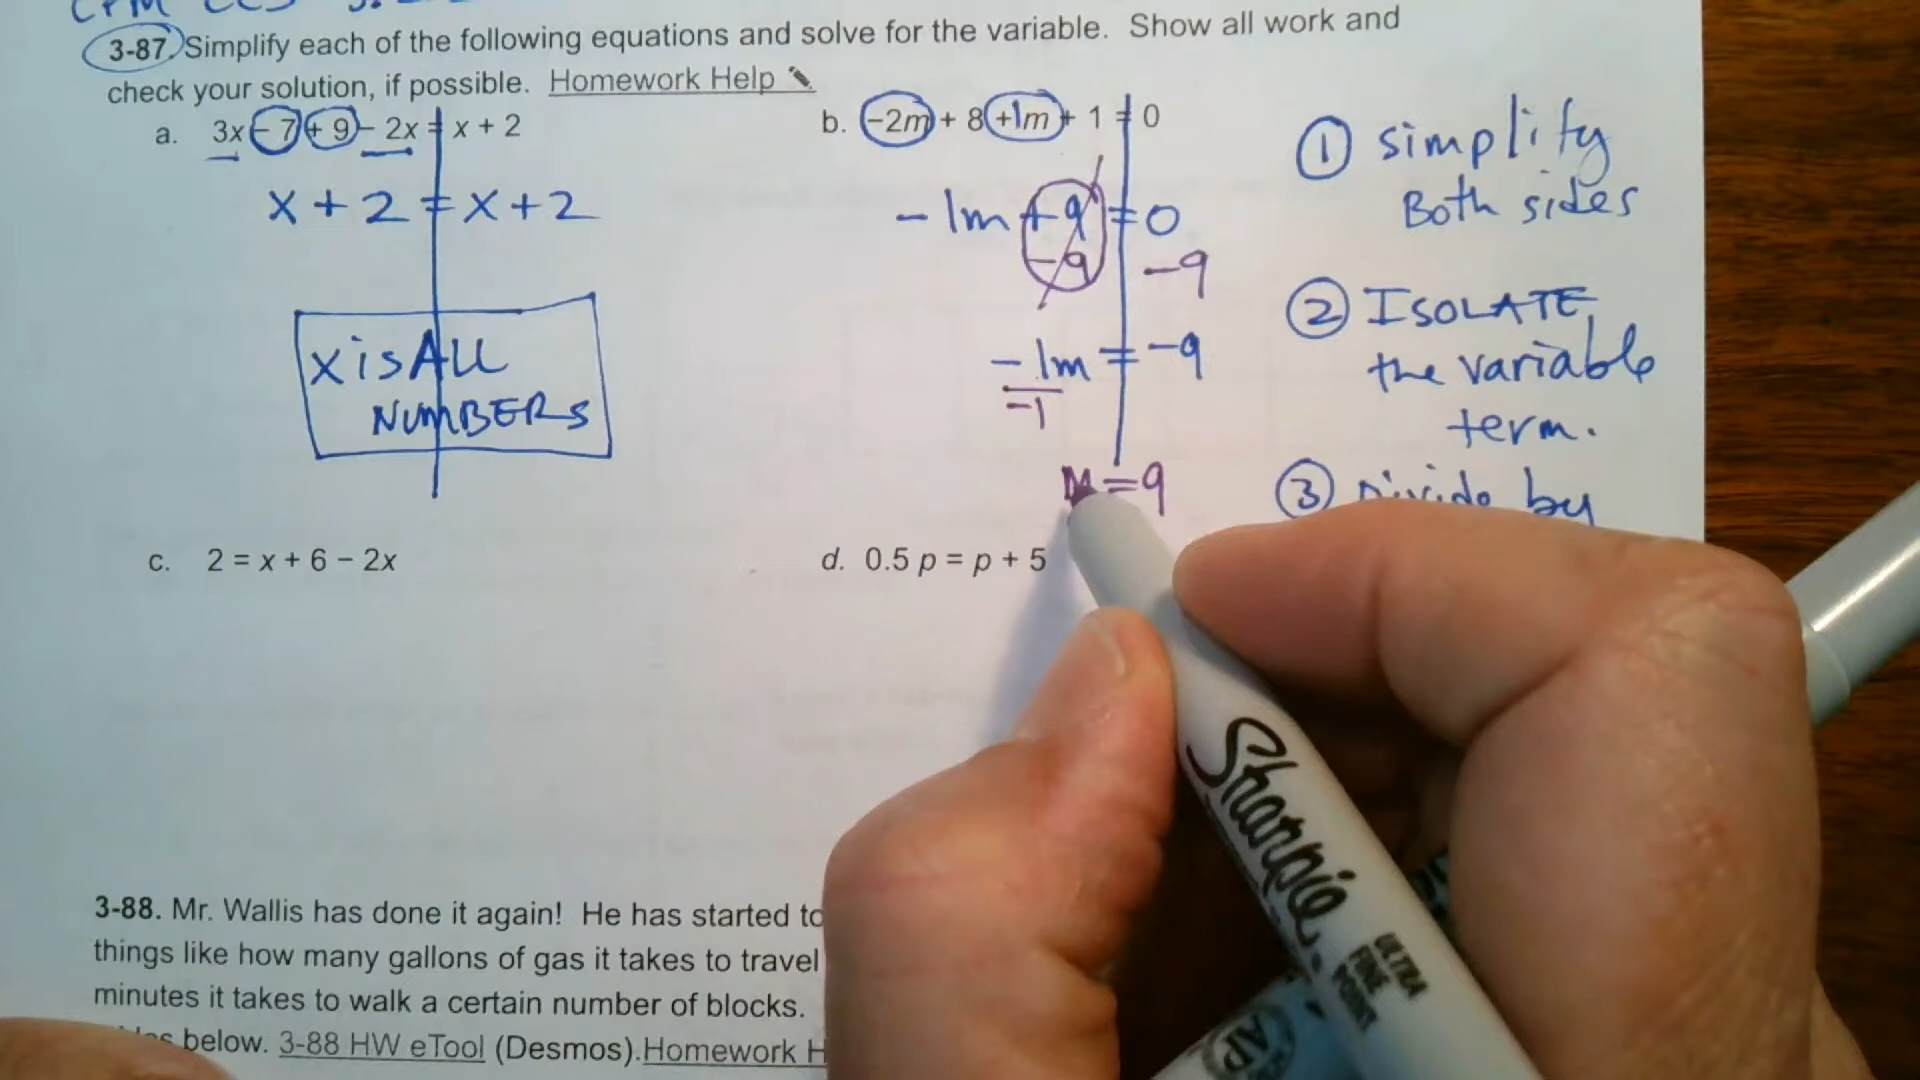 3-87. Simplify each of the following equations and solve for the variable. Show all work and
check your solution, if possible. Homework Help ✎
a. 3x - 7 + 9 - 2x = x + 2
x + 2 = x + 2
x is ALL
NUMBERS
b. -2m + 8 + 1m + 1 = 0
-1m + 9 = 0
-9 -9
-1m = -9
-1
M = 9
① simplify
Both sides
② ISOLATE
the variable
term.
③ Divide by
c. 2 = x + 6 - 2x
d. 0.5 p = p + 5
3-88. Mr. Wallis has done it again! He has started
things like how many gallons of gas it takes to travel
minutes it takes to walk a certain number of blocks.
below. 3-88 HW eTool (Desmos). Homework H
Sharpie
ULTRA
FINE
POINT
AP